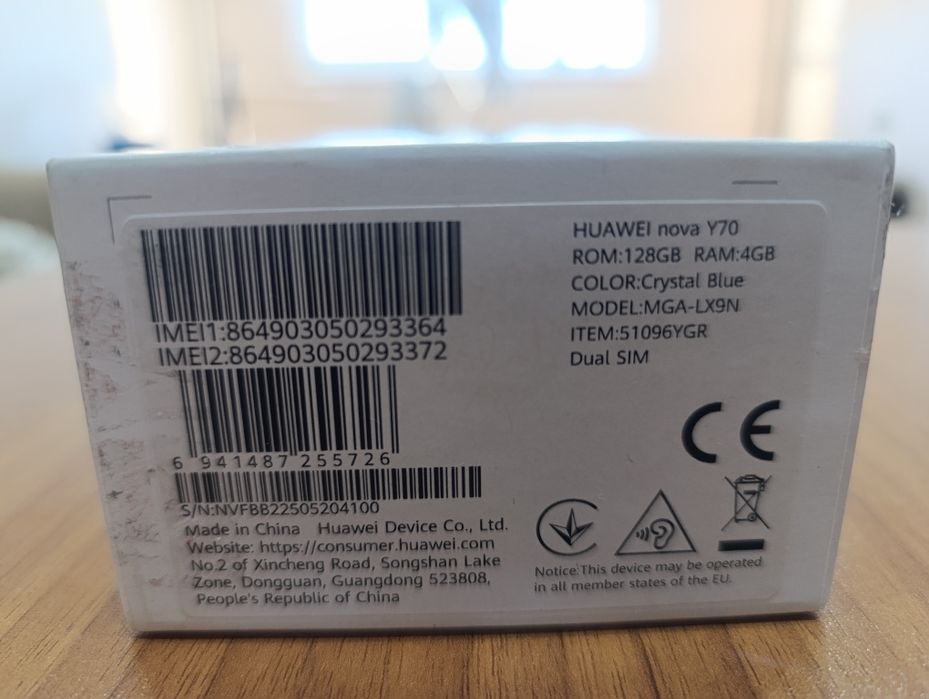 IMEI1:864903050293364
IMEI2:864903050293372
6 941487 255726
S/N:NVFBB22505204100
Made in China Huawei Device Co., Ltd.
Website: https://consumer.huawei.com
No.2 of Xincheng Road, Songshan Lake
Zone, Dongguan, Guangdong 523808,
People's Republic of China
HUAWEI nova Y70
ROM:128GB RAM:4GB
COLOR:Crystal Blue
MODEL:MGA-LX9N
ITEM:51096YGR
Dual SIM
CE
Notice:This device may be operated
in all member states of the EU.